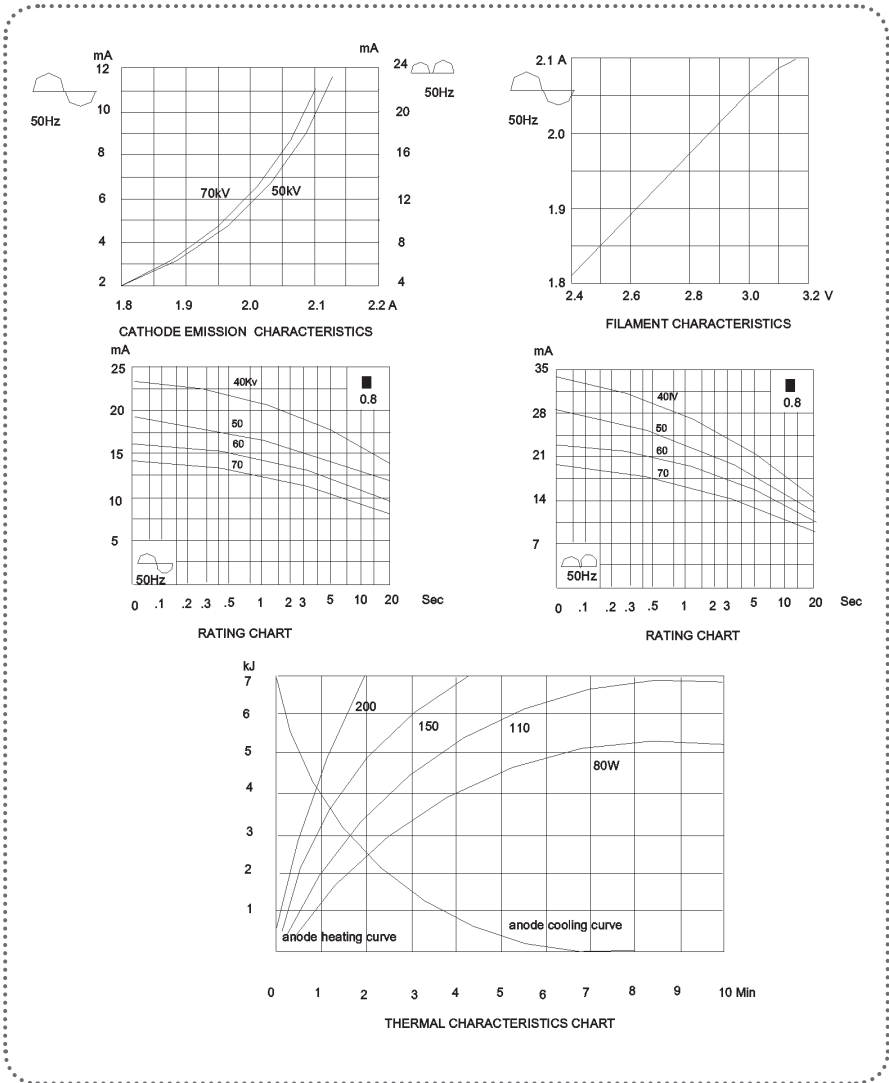 mA
mA
12
10
8
6
4
2
24
20
16
12
8
4
50Hz
50Hz
70kV
50kV
1.8 1.9 2.0 2.1 2.2 A
CATHODE EMISSION CHARACTERISTICS
2.1 A
2.0
1.9
1.8
50Hz
2.4 2.6 2.8 3.0 3.2 V
FILAMENT CHARACTERISTICS
mA
25
20
15
10
5
40Kv
50
60
70
0.8
50Hz
0 .1 .2 .3 .5 1 2 3 5 10 20 Sec
RATING CHART
mA
35
28
21
14
7
40IV
50
60
70
0.8
50Hz
0 .1 .2 .3 .5 1 2 3 5 10 20 Sec
RATING CHART
kJ
7
6
5
4
3
2
1
200
150
110
80W
anode heating curve
anode cooling curve
0 1 2 3 4 5 6 7 8 9 10 Min
THERMAL CHARACTERISTICS CHART